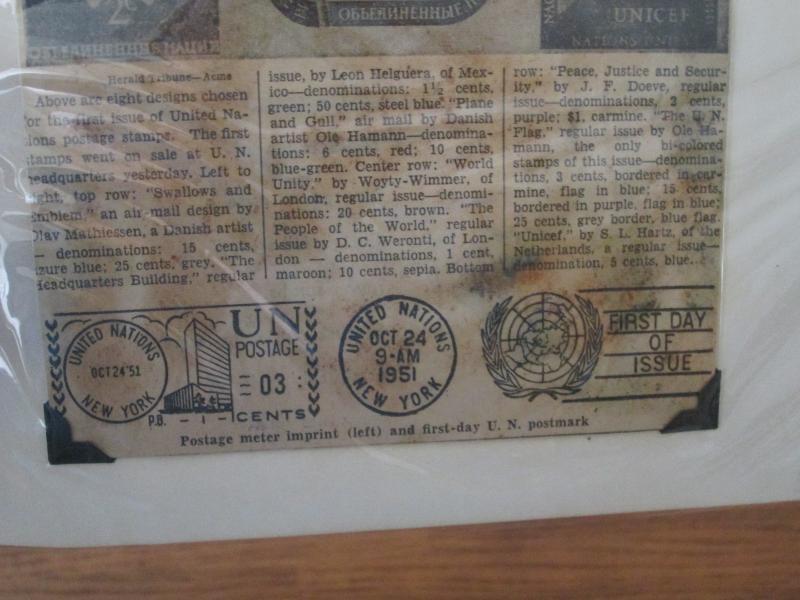 2¢
ОБЪЕДИНЕННЫЕ НАЦИИ
ОБЪЕДИНЕННЫЕ
UNICEF
NATIONS
Herald Tribune—Acme
Above are eight designs chosen
for the first issue of United Na-
tions postage stamps. The first
stamps went on sale at U. N.
headquarters yesterday. Left to
right, top row: "Swallows and
Emblem," an air mail design by
Olav Mathiessen, a Danish artist
— denominations: 15 cents,
azure blue; 25 cents, grey. "The
Headquarters Building," regular
issue, by Leon Helguera, of Mex-
ico—denominations: 1½ cents,
green; 50 cents, steel blue. "Plane
and Gull," air mail by Danish
artist Ole Hamann—denomina-
tions: 6 cents, red; 10 cents,
blue-green. Center row: "World
Unity," by Woyty-Wimmer, of
London, regular issue—denomi-
nations: 20 cents, brown. "The
People of the World," regular
issue by D. C. Weronti, of Lon-
don — denominations, 1 cent,
maroon; 10 cents, sepia. Bottom
row: "Peace, Justice and Secur-
ity," by J. F. Doeve, regular
issue—denominations, 2 cents,
purple; $1, carmine. "The U. N.
Flag," regular issue by Ole Ha-
mann, the only bi-colored
stamps of this issue—denomina-
tions, 3 cents, bordered in car-
mine, flag in blue; 15 cents,
bordered in purple, flag in blue;
25 cents, grey border, blue flag.
"Unicef," by S. L. Hartz, of the
Netherlands, a regular issue—
denomination, 5 cents, blue.
UNITED NATIONS
OCT 24 '51
NEW YORK
UN
POSTAGE
03
CENTS
P.B. - 1 -
UNITED NATIONS
OCT 24
9-AM
1951
NEW YORK
FIRST DAY
OF
ISSUE
Postage meter imprint (left) and first-day U. N. postmark